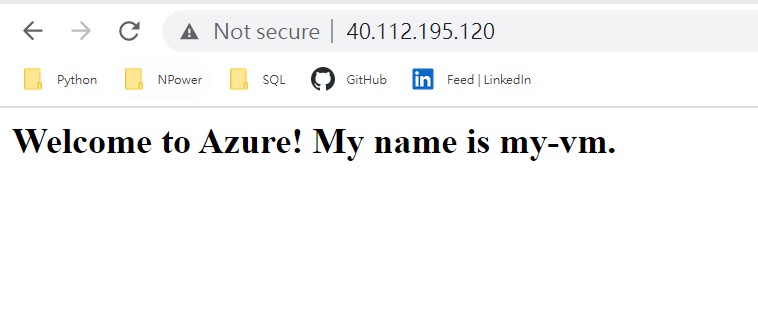 Not secure | 40.112.195.120
Python NPower SQL GitHub in Feed | LinkedIn
Welcome to Azure! My name is my-vm.